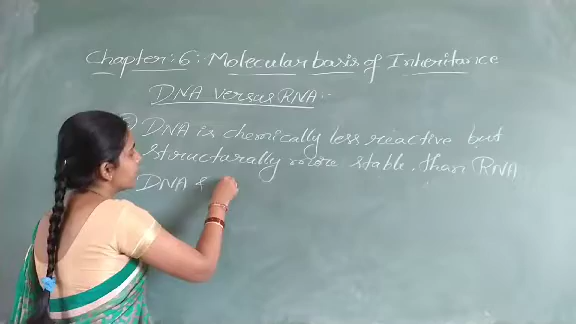 Chapter:6: Molecular basis of Inheritance
DNA versus RNA:-
DNA is chemically less reactive but
structurally more stable. than RNA
DNA &